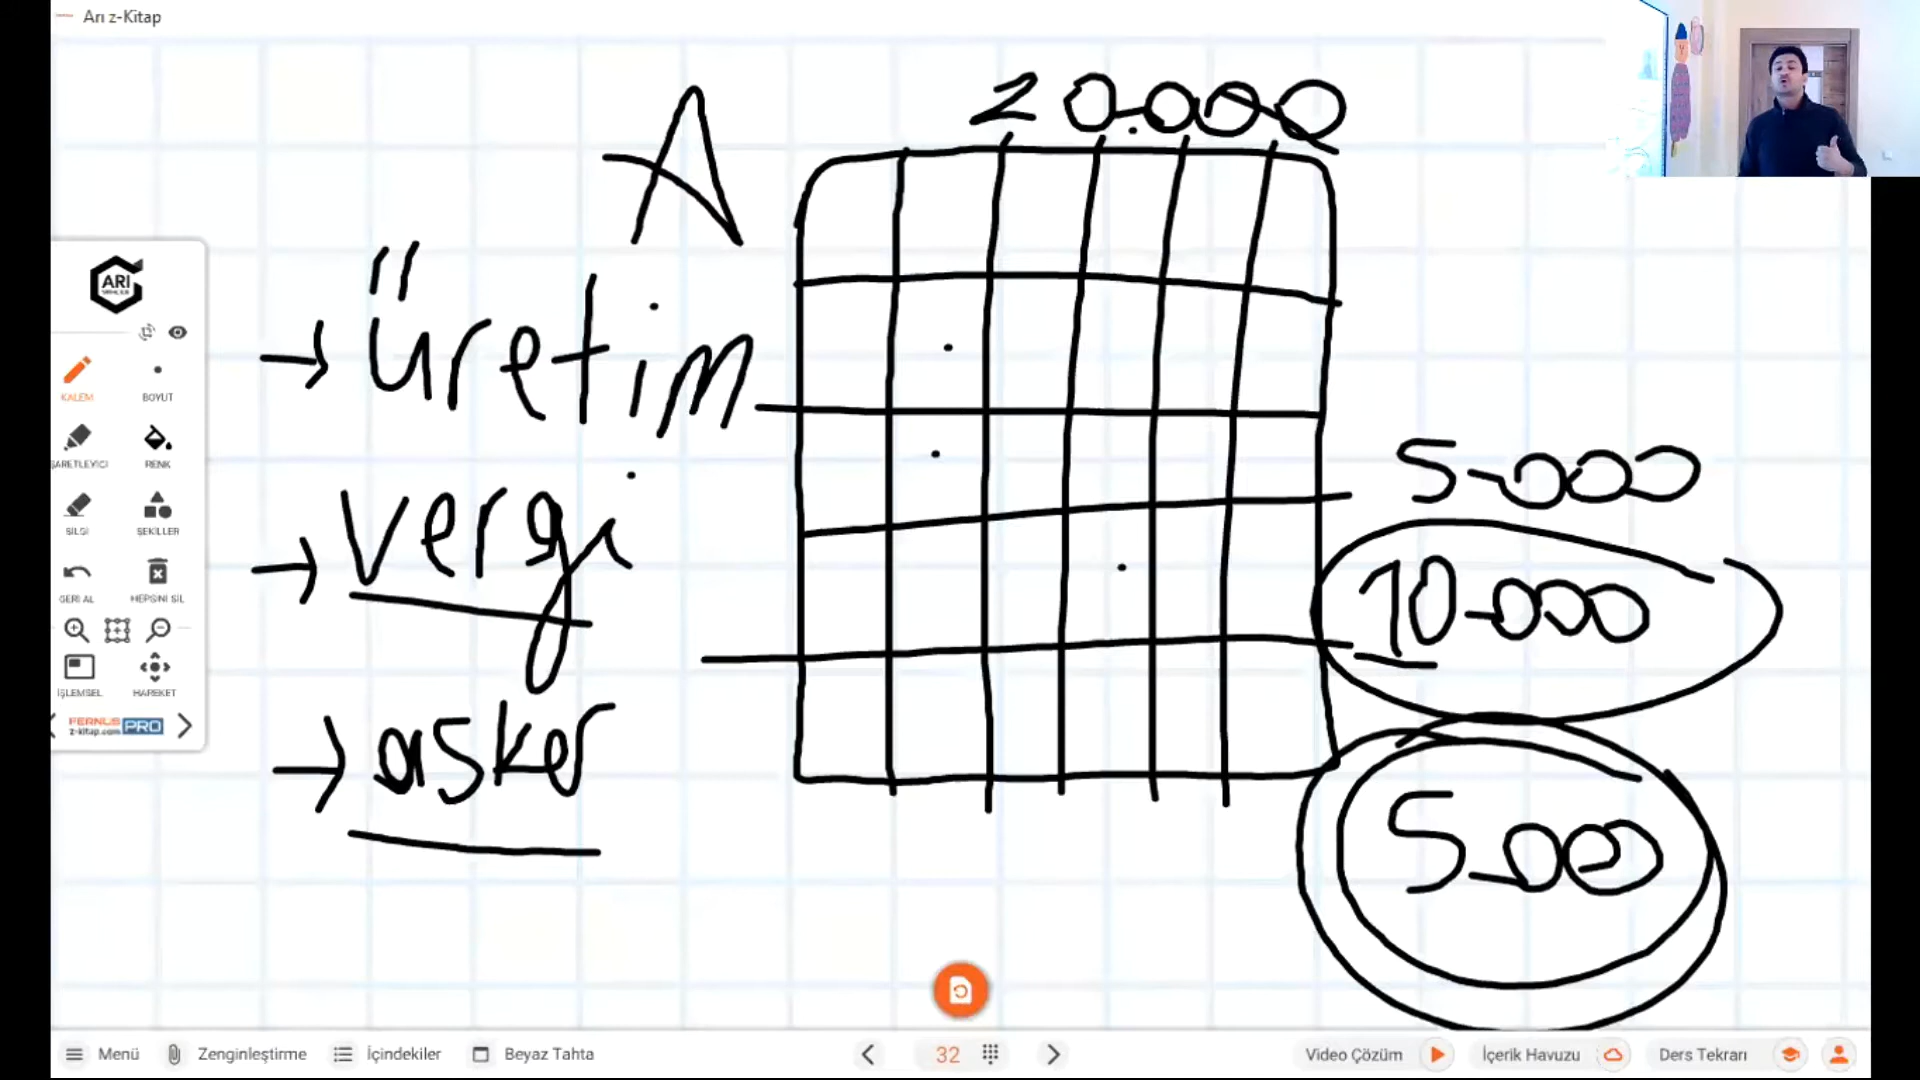 Arı z-Kitap
20.000
A
üretim
vergi
asker
5.000
10.000
5.000
ARI
KALEM
BOYUT
ŞARETLEYİCİ
RENK
SİLGİ
ŞEKİLLER
GERİ AL
HEPSİNİ SİL
İŞLEMSEL
HAREKET
FERNUS PRO
z-kitap.com
Menü Zenginleştirme İçindekiler Beyaz Tahta 32 Video Çözüm İçerik Havuzu Ders Tekrarı